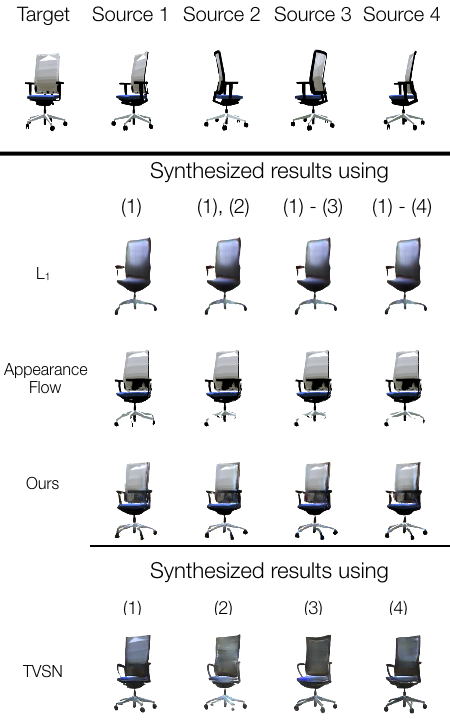 Target Source 1 Source 2 Source 3 Source 4
Synthesized results using
(1) (1), (2) (1) - (3) (1) - (4)
L₁
Appearance
Flow
Ours
Synthesized results using
(1) (2) (3) (4)
TVSN